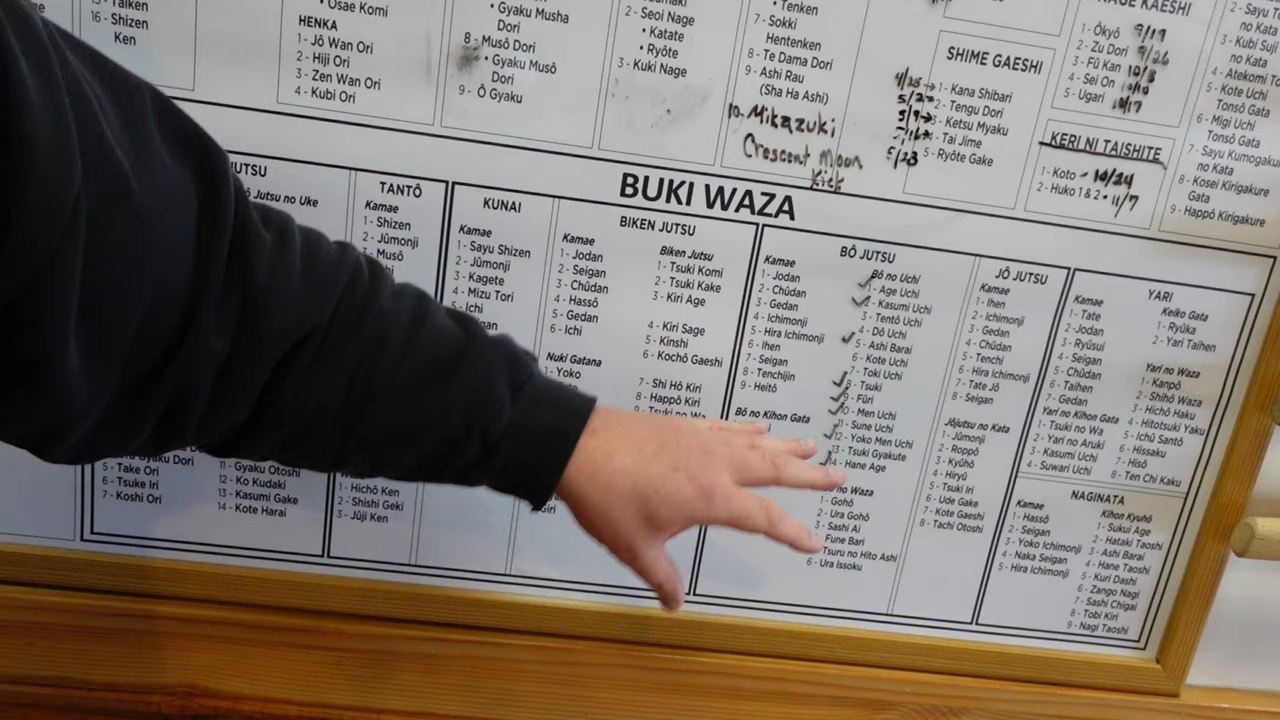 16 - Shizen
Ken
• Osae Komi
HENKA
1- Jô Wan Ori
2- Hiji Ori
3- Zen Wan Ori
4- Kubi Ori
• Gyaku Musha
Dori
8- Musô Dori
• Gyaku Musô
Dori
9- Ô Gyaku
2- Seoi Nage
• Katate
• Ryôte
3- Kuki Nage
• Tenken
7- Sokki
Hentenken
8- Te Dama Dori
9- Ashi Rau
(Sha Ha Ashi)
10. Mikazuki
Crescent Moon
Kick
SHIME GAESHI
4/25→ 1- Kana Shibari
2- Tengu Dori
3- Ketsu Myaku
4- Tai Jime
5/23 5- Ryôte Gake
NAGE KAESHI
1- Ôkyô 9/19
2- Zu Dori 9/26
3- Fû Kan 10/3
4- Sei On 10/10
5- Ugari 10/17
KERI NI TAISHITE
1- Koto - 10/24
2- Huko 1 & 2 • 11/7
2- Sayu
no Kata
3- Kubi Suji
no Kata
4- Atekomi
5- Kote Uchi
Tonsô Gata
6- Migi Uchi
Tonsô Gata
7- Sayu Kumogaku
no Kata
8- Kosei Kirigakure
Gata
9- Happô Kirigakure
BUKI WAZA
JUTSU
Jutsu no Uke
5- Take Ori
6- Tsuke Iri
7- Koshi Ori
11- Gyaku Otoshi
12- Ko Kudaki
13- Kasumi Gake
14- Kote Harai
TANTÔ
Kamae
1- Shizen
2- Jûmonji
3- Musô
1- Hichô Ken
2- Shishi Geki
3- Jûji Ken
KUNAI
Kamae
1- Sayu Shizen
2- Jûmonji
3- Kagete
4- Mizu Tori
5- Ichi
BIKEN JUTSU
Kamae
1- Jodan
2- Seigan
3- Chûdan
4- Hassô
5- Gedan
6- Ichi
Nuki Gatana
1- Yoko
Biken Jutsu
1- Tsuki Komi
2- Tsuki Kake
3- Kiri Age
4- Kiri Sage
5- Kinshi
6- Kochô Gaeshi
7- Shi Hô Kiri
8- Happô Kiri
9- Tsuki no Wa
BÔ JUTSU
Kamae
1- Jodan
2- Chûdan
3- Gedan
4- Ichimonji
5- Hira Ichimonji
6- Ihen
7- Seigan
8- Tenchijin
9- Heitô
Bô no Kihon Gata
Bô no Uchi
1- Age Uchi
2- Kasumi Uchi
3- Tentô Uchi
4- Dô Uchi
5- Ashi Barai
6- Kote Uchi
7- Toki Uchi
8- Tsuki
9- Fûri
10- Men Uchi
11- Sune Uchi
12- Yoko Men Uchi
13- Tsuki Gyakute
14- Hane Age
no Waza
1- Gohô
2- Ura Gohô
3- Sashi Ai
Fune Bari
Tsuru no Hito Ashi
6- Ura Issoku
JÔ JUTSU
Kamae
1- Ihen
2- Ichimonji
3- Gedan
4- Chûdan
5- Tenchi
6- Hira Ichimonji
7- Tate Jô
8- Seigan
Jôjutsu no Kata
1- Jûmonji
2- Roppô
3- Kyûhô
4- Hiryû
5- Tsuki Iri
6- Ude Gake
7- Kote Gaeshi
8- Tachi Otoshi
YARI
Kamae
1- Tate
2- Jodan
3- Ryûsui
4- Seigan
5- Chûdan
6- Taihen
7- Gedan
Yari no Kihon Gata
1- Tsuki no Wa
2- Yari no Aruki
3- Kasumi Uchi
4- Suwari Uchi
Keiko Gata
1- Ryûka
2- Yari Taihen
Yari no Waza
1- Kanpô
2- Shihô Waza
3- Hichô Haku
4- Hitotsuki Yaku
5- Ichû Santô
6- Hissaku
7- Hisô
8- Ten Chi Kaku
NAGINATA
Kamae
1- Hassô
2- Seigan
3- Yoko Ichimonji
4- Naka Seigan
5- Hira Ichimonji
Kihon Kyuhô
1- Sukui Age
2- Hataki Taoshi
3- Ashi Barai
4- Hane Taoshi
5- Kuri Dashi
6- Zango Nagi
7- Sashi Chigai
8- Tobi Kiri
9- Nagi Taoshi